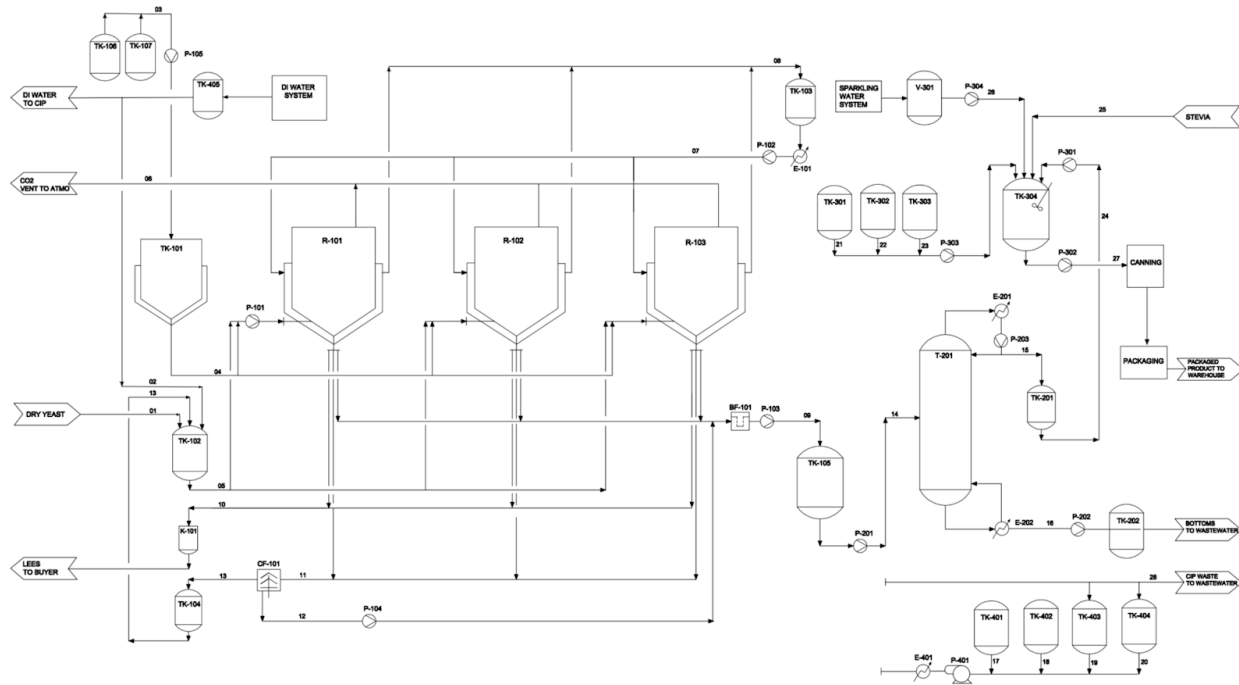 03
TK-106
TK-107
P-105
DI WATER
TO CIP
TK-405
DI WATER
SYSTEM
08
TK-103
P-102
07
E-101
SPARKLING
WATER
SYSTEM
V-301
P-304
26
25
STEVIA
CO2
VENT TO ATMO
06
P-301
TK-304
TK-301
TK-302
TK-303
21
22
23
P-303
24
P-302
27
CANNING
PACKAGING
PACKAGED
PRODUCT TO
WAREHOUSE
TK-101
R-101
R-102
R-103
P-101
04
02
13
01
DRY YEAST
TK-102
05
10
K-101
LEES
TO BUYER
13
CF-101
11
TK-104
12
P-104
BF-101
P-103
09
TK-105
P-201
14
T-201
E-201
P-203
15
TK-201
E-202
16
P-202
TK-202
BOTTOMS
TO WASTEWATER
28
CIP WASTE
TO WASTEWATER
TK-401
TK-402
TK-403
TK-404
17
18
19
20
E-401
P-401